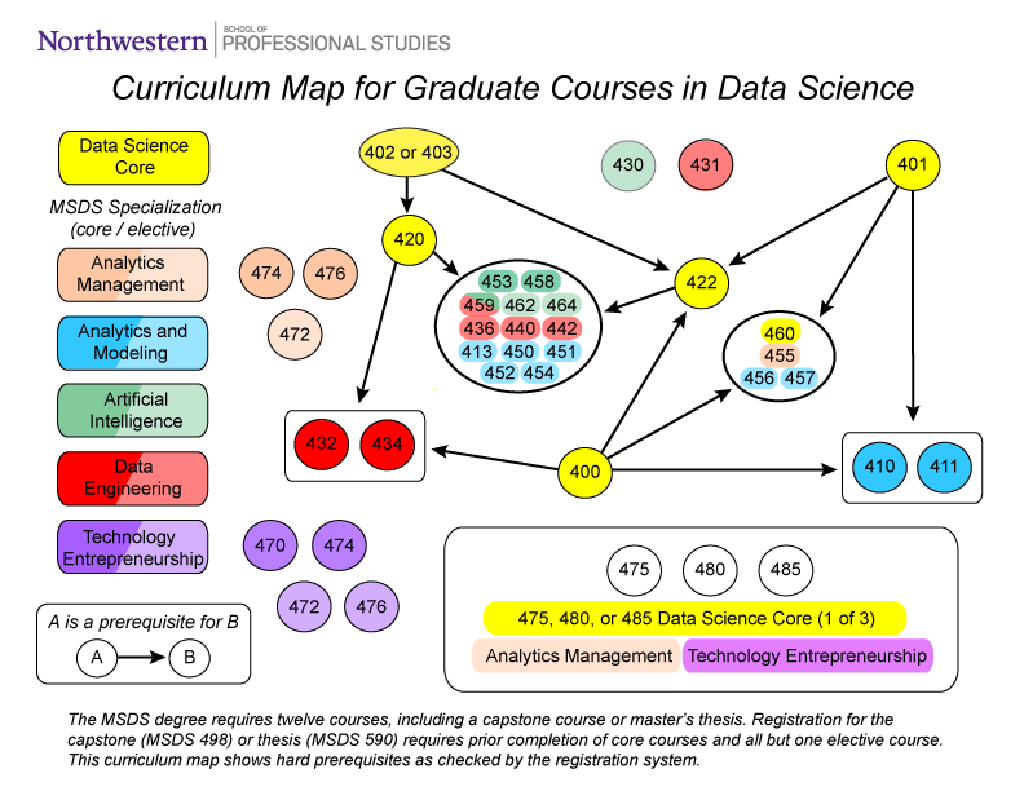 Northwestern
SCHOOL OF
PROFESSIONAL STUDIES
Curriculum Map for Graduate Courses in Data Science
Data Science
Core
MSDS Specialization
(core / elective)
Analytics
Management
Analytics and
Modeling
Artificial
Intelligence
Data
Engineering
Technology
Entrepreneurship
A is a prerequisite for B
A
B
402 or 403
430
431
401
420
474
476
472
422
453 458
459 462 464
436 440 442
413 450 451
452 454
460
455
456 457
432
434
400
410
411
470
474
472
476
475
480
485
475, 480, or 485 Data Science Core (1 of 3)
Analytics Management
Technology Entrepreneurship
The MSDS degree requires twelve courses, including a capstone course or master's thesis. Registration for the
capstone (MSDS 498) or thesis (MSDS 590) requires prior completion of core courses and all but one elective course.
This curriculum map shows hard prerequisites as checked by the registration system.